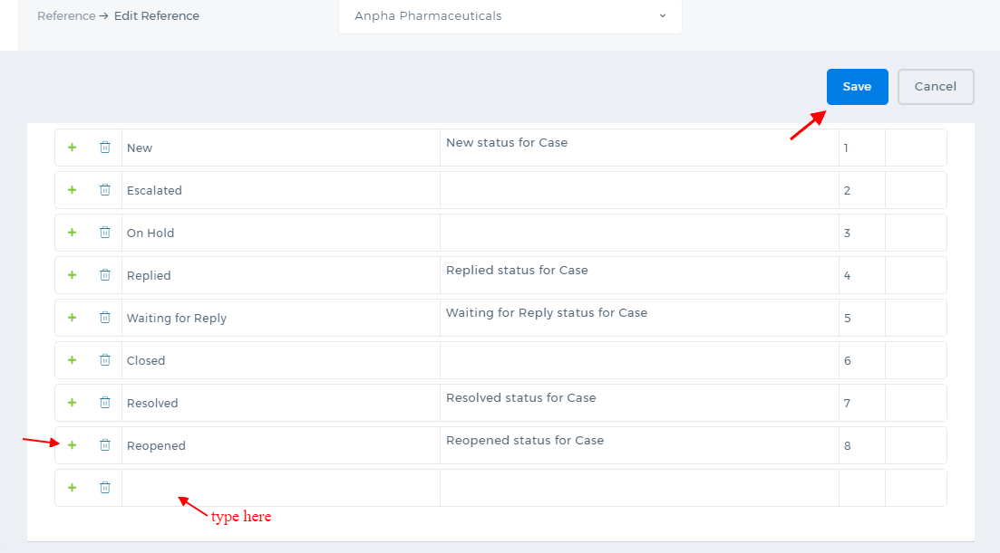 Reference → Edit Reference
Anpha Pharmaceuticals
Save Cancel
New New status for Case 1
Escalated 2
On Hold 3
Replied Replied status for Case 4
Waiting for Reply Waiting for Reply status for Case 5
Closed 6
Resolved Resolved status for Case 7
Reopened Reopened status for Case 8
type here